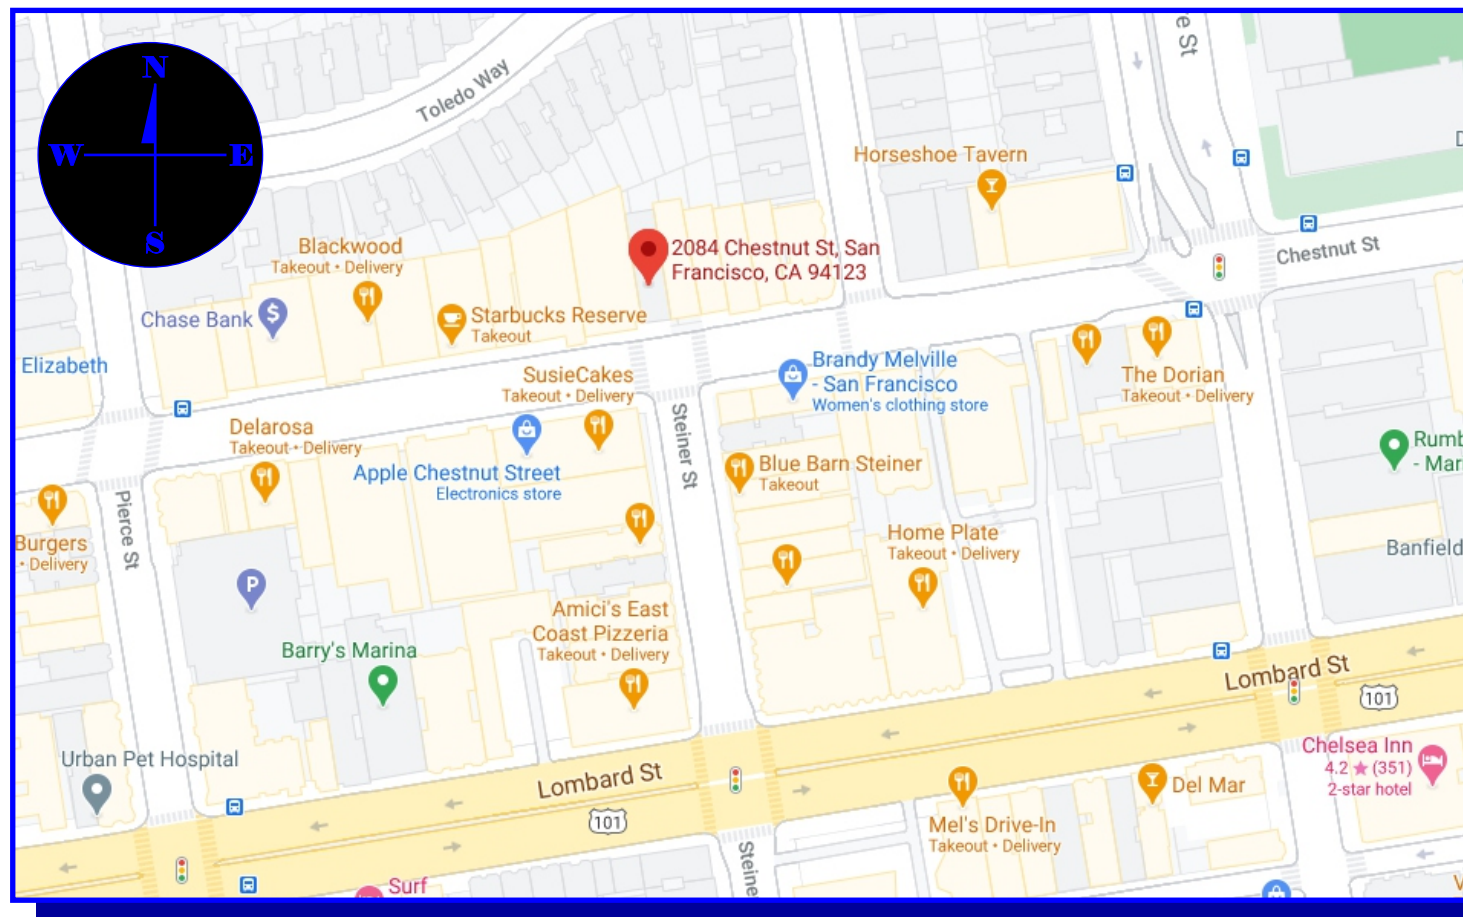 N
W
E
S
Toledo Way
e St
Horseshoe Tavern
D
Chestnut St
2084 Chestnut St, San
Francisco, CA 94123
Blackwood
Takeout • Delivery
Chase Bank
$
Starbucks Reserve
Takeout
Elizabeth
SusieCakes
Takeout • Delivery
Brandy Melville
- San Francisco
Women's clothing store
The Dorian
Takeout • Delivery
Delarosa
Takeout • Delivery
Steiner St
Apple Chestnut Street
Electronics store
Blue Barn Steiner
Takeout
Rumb
- Mar
Pierce St
Burgers
• Delivery
Home Plate
Takeout • Delivery
Banfield
P
Amici's East
Coast Pizzeria
Takeout • Delivery
Barry's Marina
Lombard St
101
Urban Pet Hospital
Lombard St
101
Chelsea Inn
4.2 ★ (351)
2-star hotel
Del Mar
Mel's Drive-In
Takeout • Delivery
Steine
Surf
V